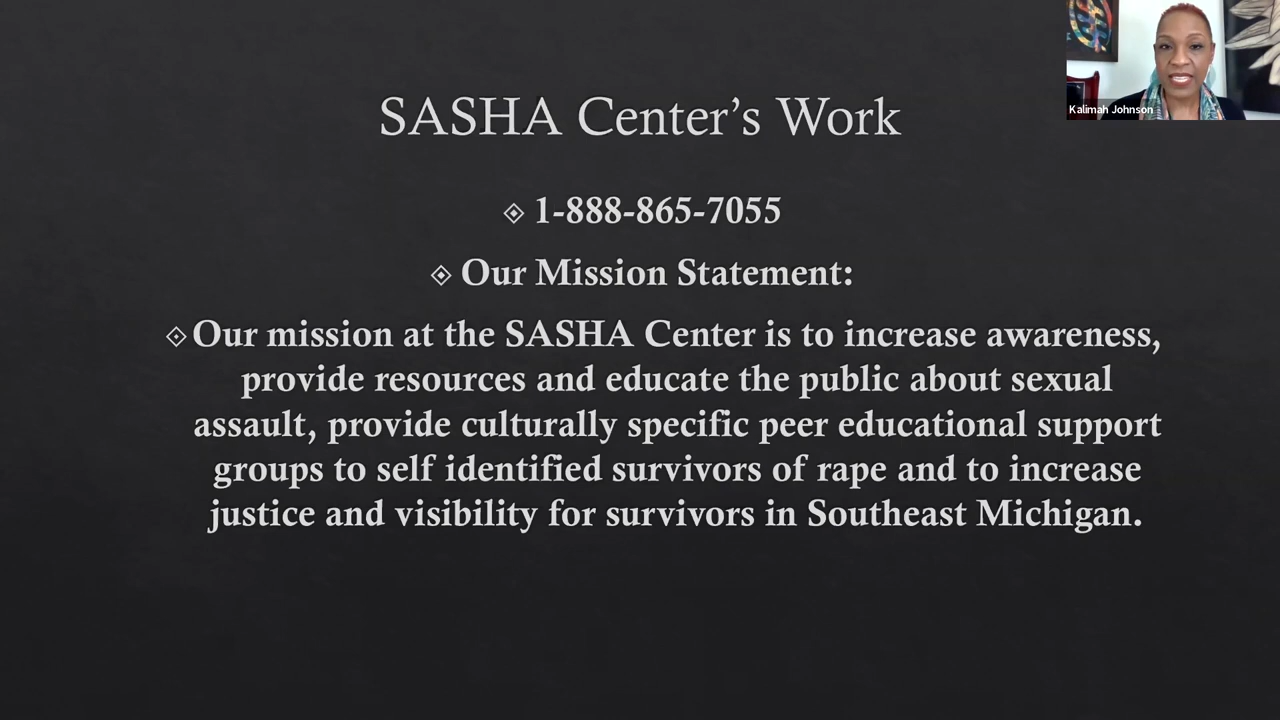 Kalimah Johnson
SASHA Center's Work
1-888-865-7055
Our Mission Statement:
Our mission at the SASHA Center is to increase awareness,
provide resources and educate the public about sexual
assault, provide culturally specific peer educational support
groups to self identified survivors of rape and to increase
justice and visibility for survivors in Southeast Michigan.